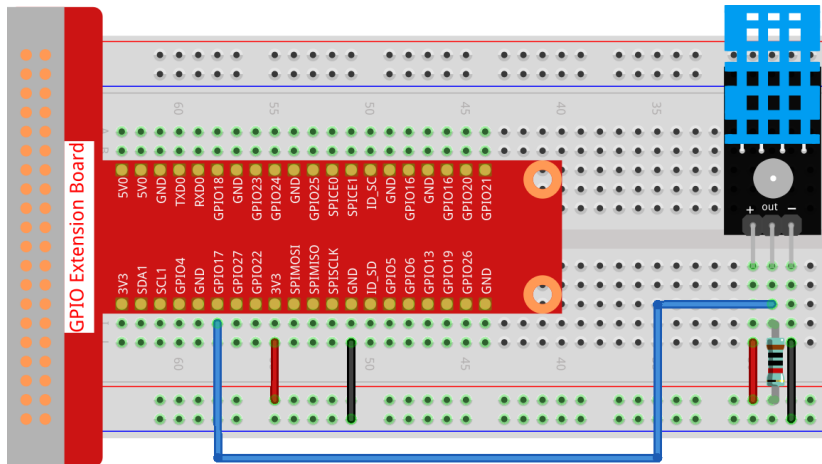 GPIO Extension Board
60
55
50
45
40
35
5V0
5V0
GND
TXD0
RXD0
GPIO18
GND
GPIO23
GPIO24
GND
GPIO25
SPICE0
SPICE1
ID_SC
GND
GPIO16
GND
GPIO16
GPIO20
GPIO21
+ out −
3V3
SDA1
SCL1
GPIO4
GND
GPIO17
GPIO27
GPIO22
3V3
SPIMOSI
SPIMISO
SPISCLK
GND
ID_SD
GPIO5
GPIO6
GPIO13
GPIO19
GPIO26
GND
60
50
45
40